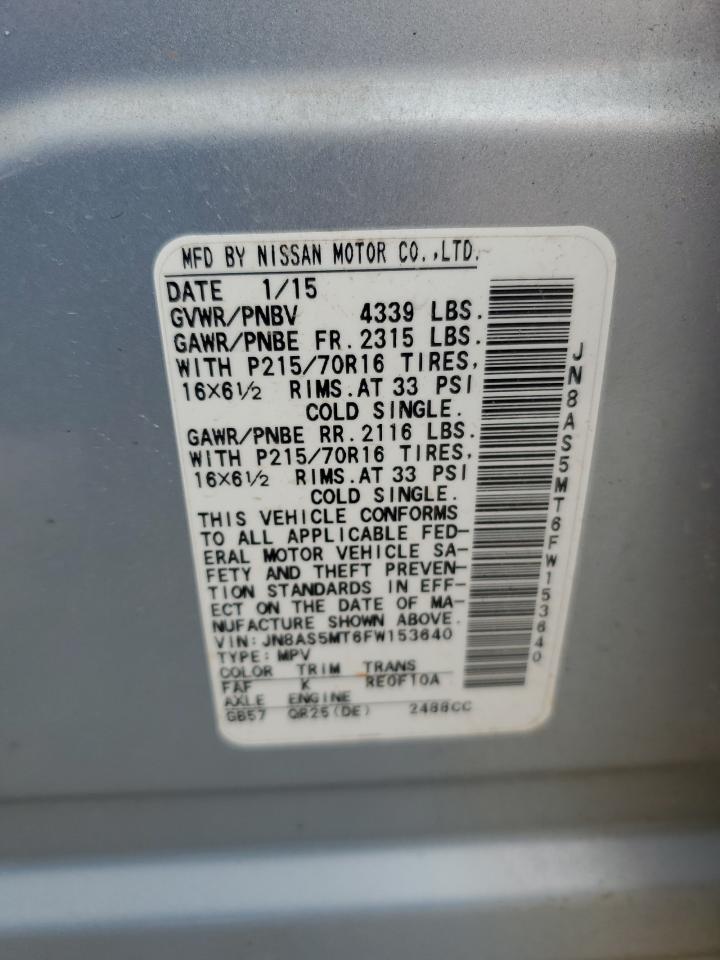 MFD BY NISSAN MOTOR CO.,LTD.
DATE 1/15
GVWR/PNBV 4339 LBS.
GAWR/PNBE FR.2315 LBS.
WITH P215/70R16 TIRES,
16X6½ RIMS.AT 33 PSI
COLD SINGLE.
GAWR/PNBE RR.2116 LBS.
WITH P215/70R16 TIRES,
16X6½ RIMS.AT 33 PSI
COLD SINGLE.
THIS VEHICLE CONFORMS
TO ALL APPLICABLE FED-
ERAL MOTOR VEHICLE SA-
FETY AND THEFT PREVEN-
TION STANDARDS IN EFF-
ECT ON THE DATE OF MA-
NUFACTURE SHOWN ABOVE.
VIN:JN8AS5MT6FW153640
TYPE:MPV
COLOR TRIM TRANS
FAF K RE0F10A
AXLE ENGINE
GB57 QR25(DE) 2488CC
JN8AS5MT6FW153640